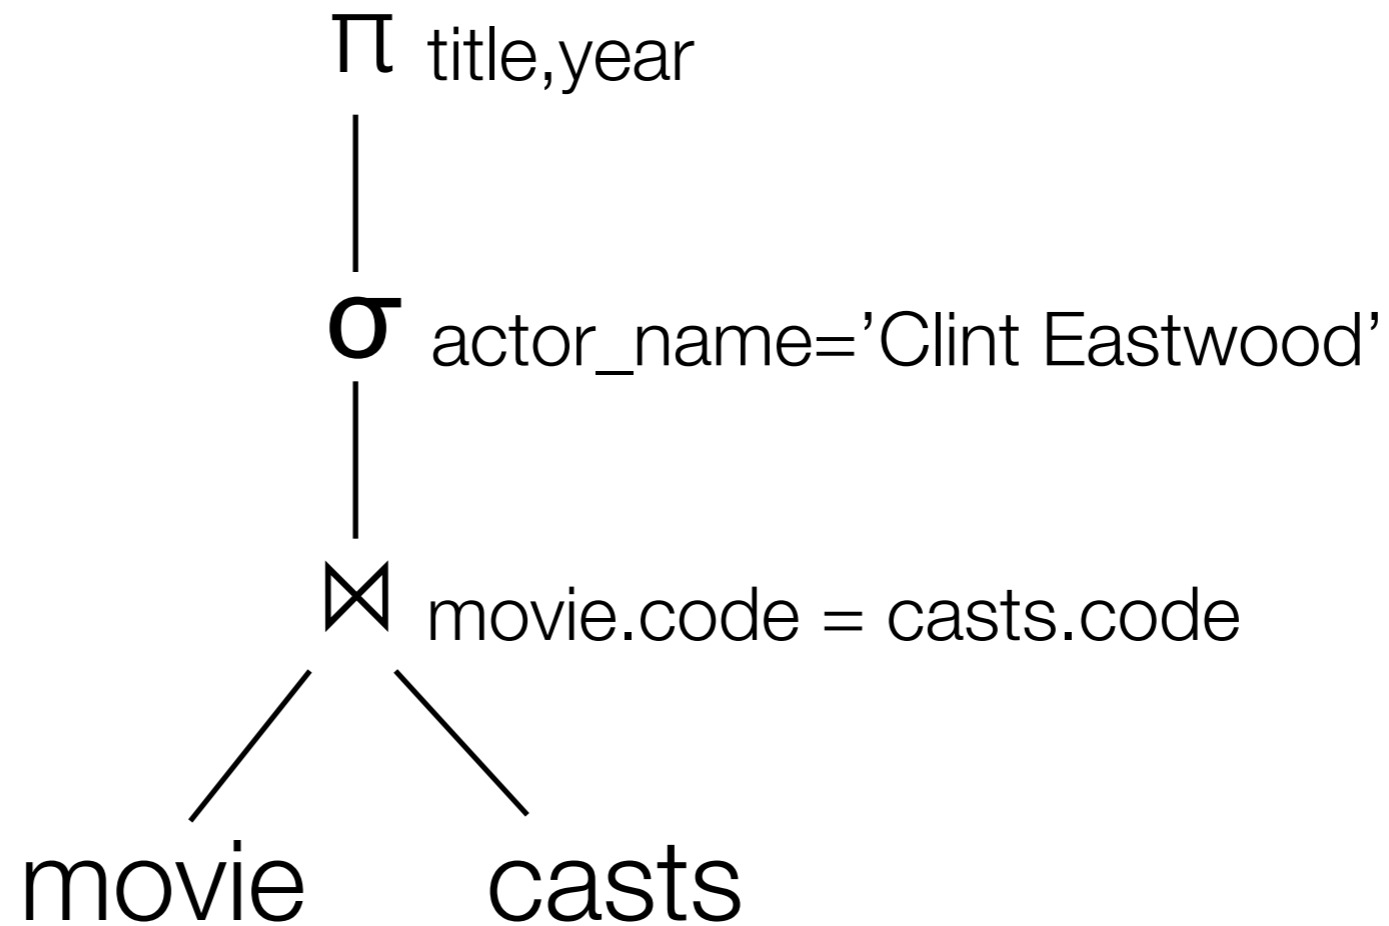 π title,year
σ actor_name=’Clint Eastwood’
⋈ movie.code = casts.code
movie casts